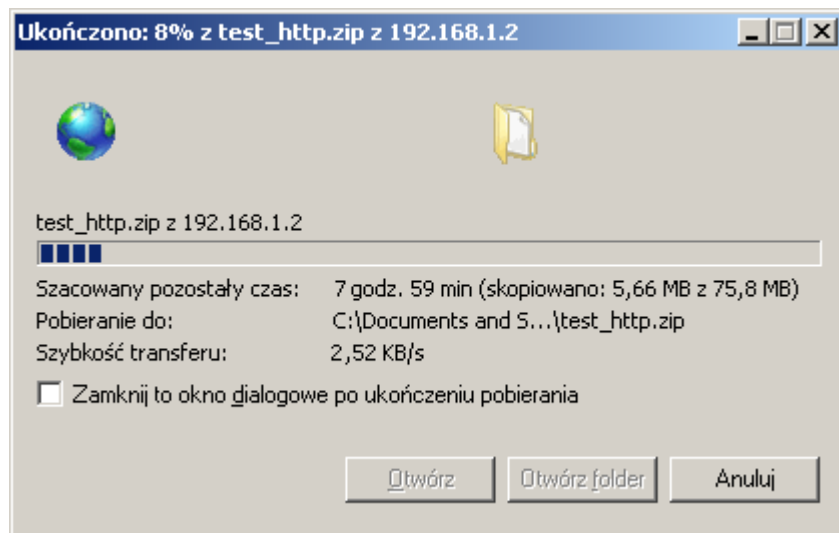 Ukończono: 8% z test_http.zip z 192.168.1.2
test_http.zip z 192.168.1.2
Szacowany pozostały czas: 7 godz. 59 min (skopiowano: 5,66 MB z 75,8 MB)
Pobieranie do: C:\Documents and S...\test_http.zip
Szybkość transferu: 2,52 KB/s
Zamknij to okno dialogowe po ukończeniu pobierania
Otwórz Otwórz folder Anuluj